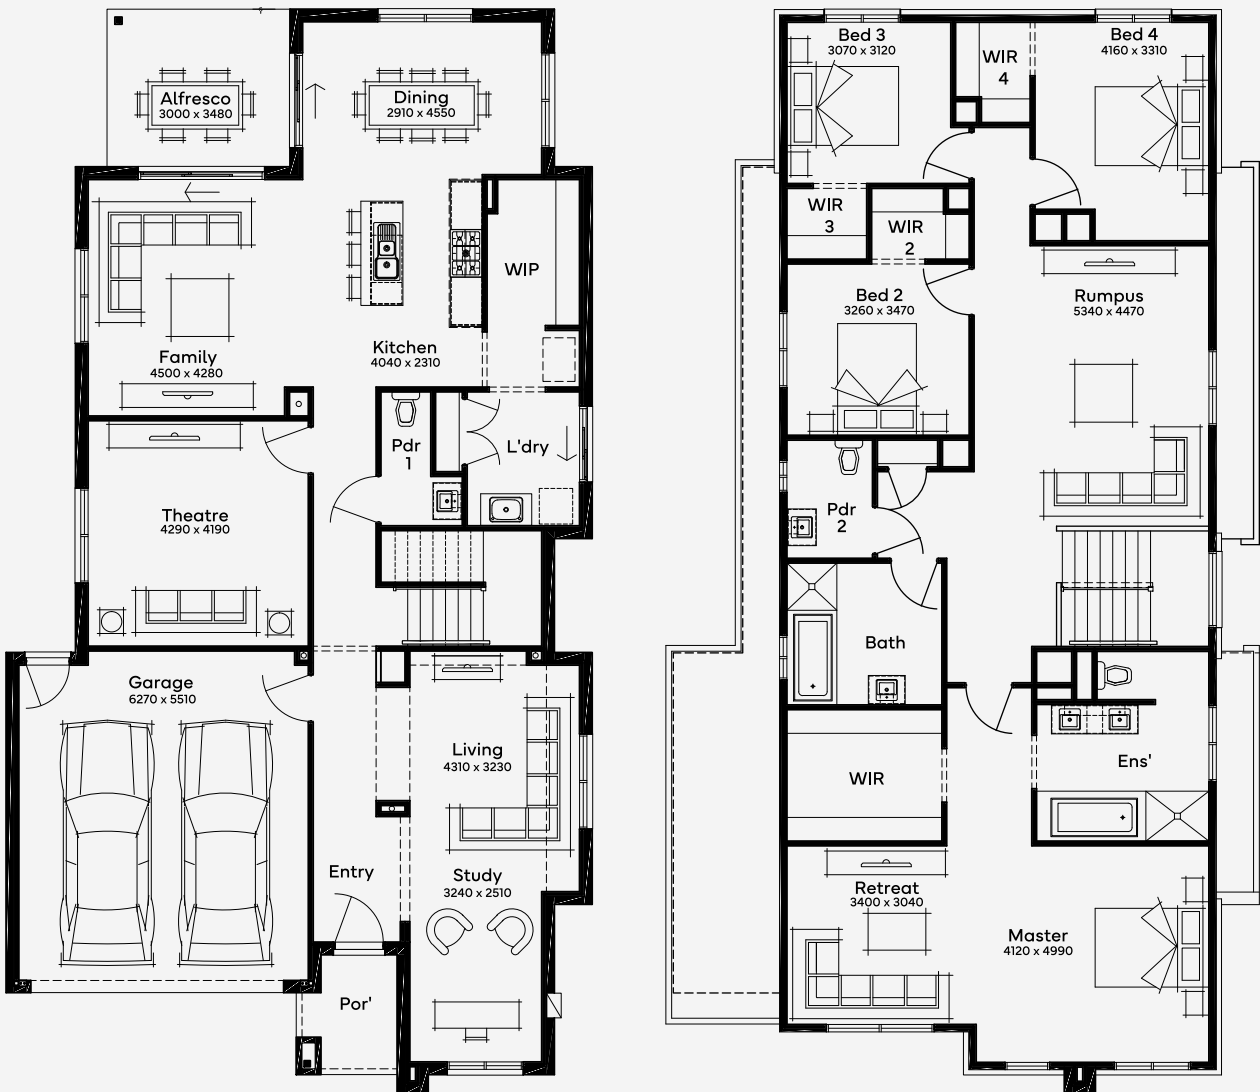 Alfresco
3000 x 3480
Dining
2910 x 4550
WIP
Family
4500 x 4280
Kitchen
4040 x 2310
Pdr
1
L'dry
Theatre
4290 x 4190
Garage
6270 x 5510
Living
4310 x 3230
Entry
Study
3240 x 2510
Por'
Bed 3
3070 x 3120
WIR
4
Bed 4
4160 x 3310
WIR
3
WIR
2
Bed 2
3260 x 3470
Rumpus
5340 x 4470
Pdr
2
Bath
WIR
Ens'
Retreat
3400 x 3040
Master
4120 x 4990